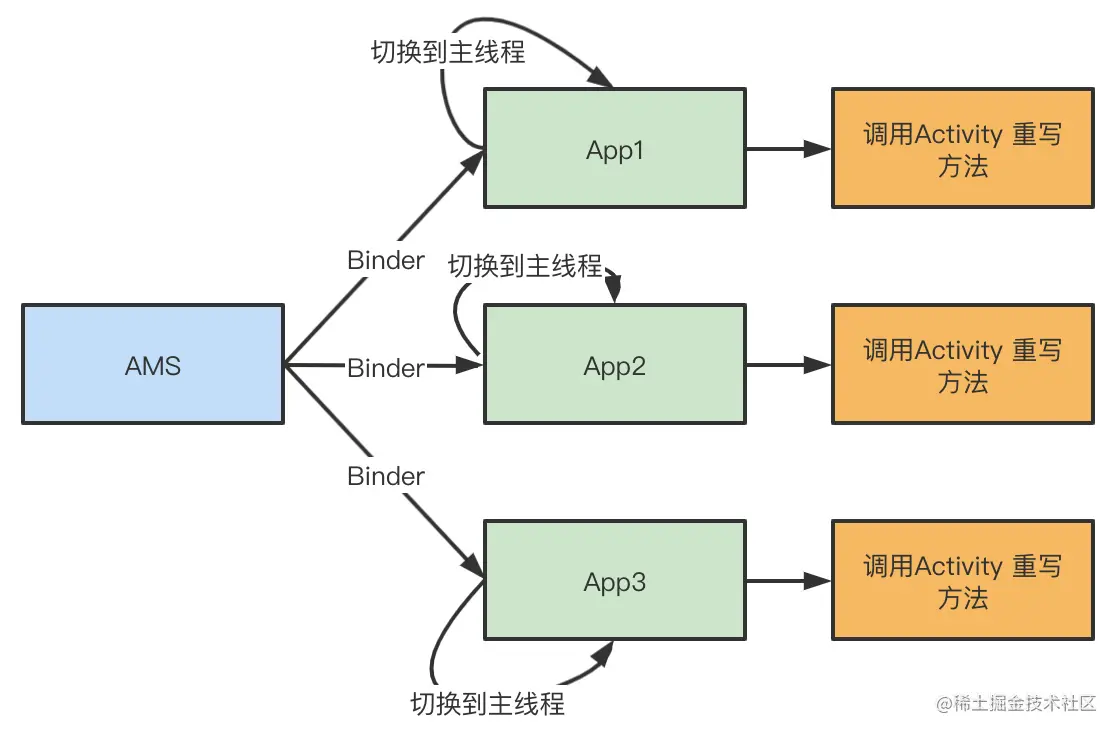 切换到主线程
App1
调用Activity 重写
方法
Binder
切换到主线程
AMS
Binder
App2
调用Activity 重写
方法
Binder
App3
调用Activity 重写
方法
切换到主线程
@稀土掘金技术社区